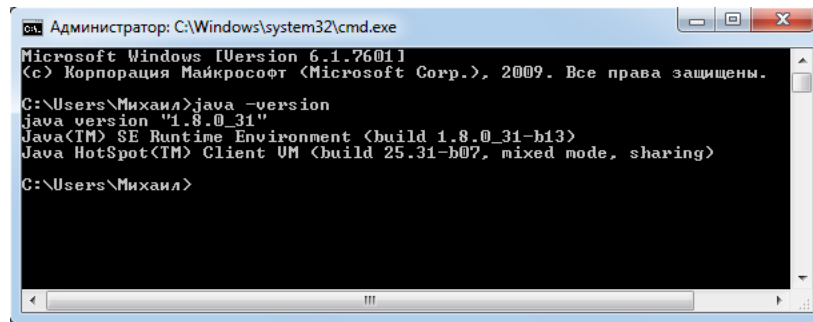 Администратор: C:\Windows\system32\cmd.exe
Microsoft Windows [Version 6.1.7601]
(c) Корпорация Майкрософт (Microsoft Corp.), 2009. Все права защищены.
C:\Users\Михаил>java -version
java version "1.8.0_31"
Java(TM) SE Runtime Environment (build 1.8.0_31-b13)
Java HotSpot(TM) Client VM (build 25.31-b07, mixed mode, sharing)
C:\Users\Михаил>